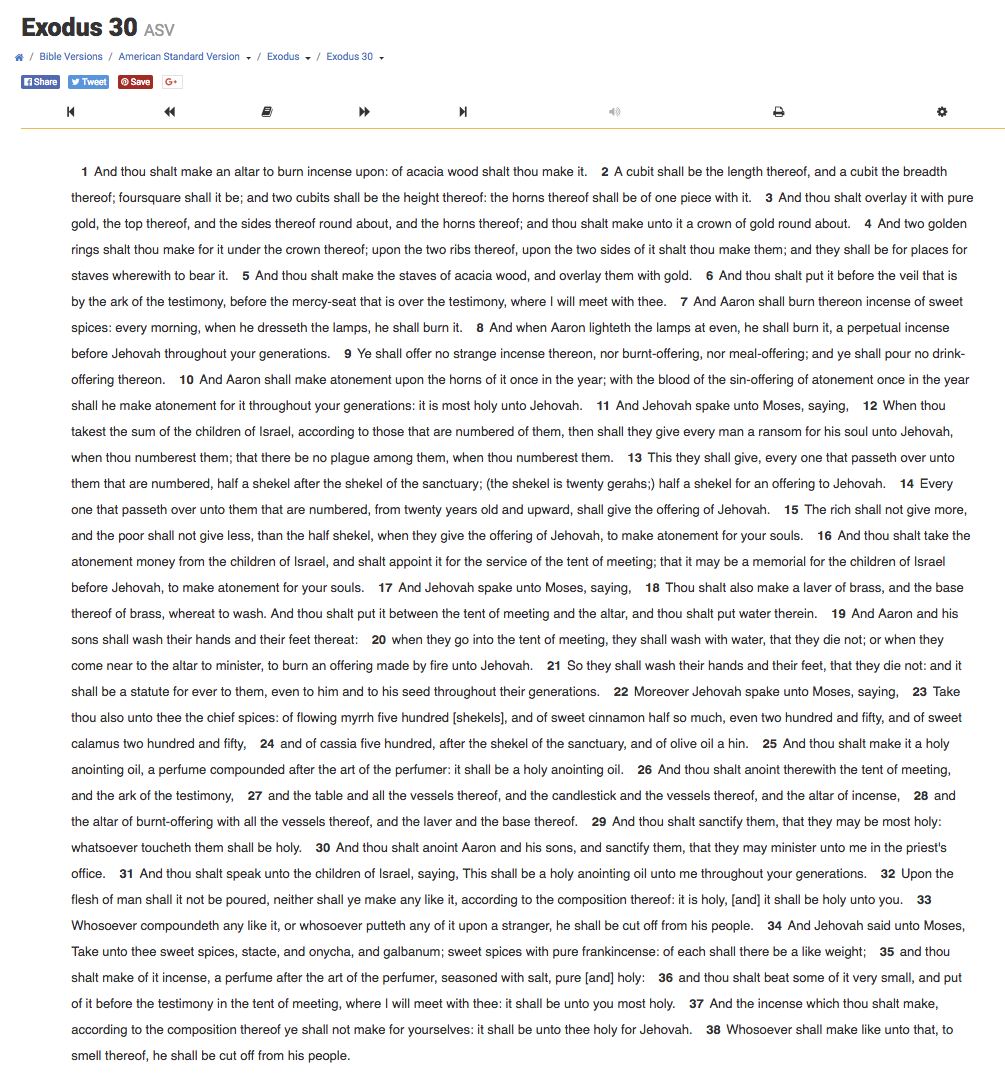 Exodus 30 ASV
/ Bible Versions / American Standard Version / Exodus / Exodus 30
Share Tweet Save G+
1 And thou shalt make an altar to burn incense upon: of acacia wood shalt thou make it. 2 A cubit shall be the length thereof, and a cubit the breadth
thereof; foursquare shall it be; and two cubits shall be the height thereof: the horns thereof shall be of one piece with it. 3 And thou shalt overlay it with pure
gold, the top thereof, and the sides thereof round about, and the horns thereof; and thou shalt make unto it a crown of gold round about. 4 And two golden
rings shalt thou make for it under the crown thereof; upon the two ribs thereof, upon the two sides of it shalt thou make them; and they shall be for places for
staves wherewith to bear it. 5 And thou shalt make the staves of acacia wood, and overlay them with gold. 6 And thou shalt put it before the veil that is
by the ark of the testimony, before the mercy-seat that is over the testimony, where I will meet with thee. 7 And Aaron shall burn thereon incense of sweet
spices: every morning, when he dresseth the lamps, he shall burn it. 8 And when Aaron lighteth the lamps at even, he shall burn it, a perpetual incense
before Jehovah throughout your generations. 9 Ye shall offer no strange incense thereon, nor burnt-offering, nor meal-offering; and ye shall pour no drink-
offering thereon. 10 And Aaron shall make atonement upon the horns of it once in the year; with the blood of the sin-offering of atonement once in the year
shall he make atonement for it throughout your generations: it is most holy unto Jehovah. 11 And Jehovah spake unto Moses, saying, 12 When thou
takest the sum of the children of Israel, according to those that are numbered of them, then shall they give every man a ransom for his soul unto Jehovah,
when thou numberest them; that there be no plague among them, when thou numberest them. 13 This they shall give, every one that passeth over unto
them that are numbered, half a shekel after the shekel of the sanctuary; (the shekel is twenty gerahs;) half a shekel for an offering to Jehovah. 14 Every
one that passeth over unto them that are numbered, from twenty years old and upward, shall give the offering of Jehovah. 15 The rich shall not give more,
and the poor shall not give less, than the half shekel, when they give the offering of Jehovah, to make atonement for your souls. 16 And thou shalt take the
atonement money from the children of Israel, and shalt appoint it for the service of the tent of meeting; that it may be a memorial for the children of Israel
before Jehovah, to make atonement for your souls. 17 And Jehovah spake unto Moses, saying, 18 Thou shalt also make a laver of brass, and the base
thereof of brass, whereat to wash. And thou shalt put it between the tent of meeting and the altar, and thou shalt put water therein. 19 And Aaron and his
sons shall wash their hands and their feet thereat: 20 when they go into the tent of meeting, they shall wash with water, that they die not; or when they
come near to the altar to minister, to burn an offering made by fire unto Jehovah. 21 So they shall wash their hands and their feet, that they die not: and it
shall be a statute for ever to them, even to him and to his seed throughout their generations. 22 Moreover Jehovah spake unto Moses, saying, 23 Take
thou also unto thee the chief spices: of flowing myrrh five hundred [shekels], and of sweet cinnamon half so much, even two hundred and fifty, and of sweet
calamus two hundred and fifty, 24 and of cassia five hundred, after the shekel of the sanctuary, and of olive oil a hin. 25 And thou shalt make it a holy
anointing oil, a perfume compounded after the art of the perfumer: it shall be a holy anointing oil. 26 And thou shalt anoint therewith the tent of meeting,
and the ark of the testimony, 27 and the table and all the vessels thereof, and the candlestick and the vessels thereof, and the altar of incense, 28 and
the altar of burnt-offering with all the vessels thereof, and the laver and the base thereof. 29 And thou shalt sanctify them, that they may be most holy:
whatsoever toucheth them shall be holy. 30 And thou shalt anoint Aaron and his sons, and sanctify them, that they may minister unto me in the priest's
office. 31 And thou shalt speak unto the children of Israel, saying, This shall be a holy anointing oil unto me throughout your generations. 32 Upon the
flesh of man shall it not be poured, neither shall ye make any like it, according to the composition thereof: it is holy, [and] it shall be holy unto you. 33
Whosoever compoundeth any like it, or whosoever putteth any of it upon a stranger, he shall be cut off from his people. 34 And Jehovah said unto Moses,
Take unto thee sweet spices, stacte, and onycha, and galbanum; sweet spices with pure frankincense: of each shall there be a like weight; 35 and thou
shalt make of it incense, a perfume after the art of the perfumer, seasoned with salt, pure [and] holy: 36 and thou shalt beat some of it very small, and put
of it before the testimony in the tent of meeting, where I will meet with thee: it shall be unto you most holy. 37 And the incense which thou shalt make,
according to the composition thereof ye shall not make for yourselves: it shall be unto thee holy for Jehovah. 38 Whosoever shall make like unto that, to
smell thereof, he shall be cut off from his people.